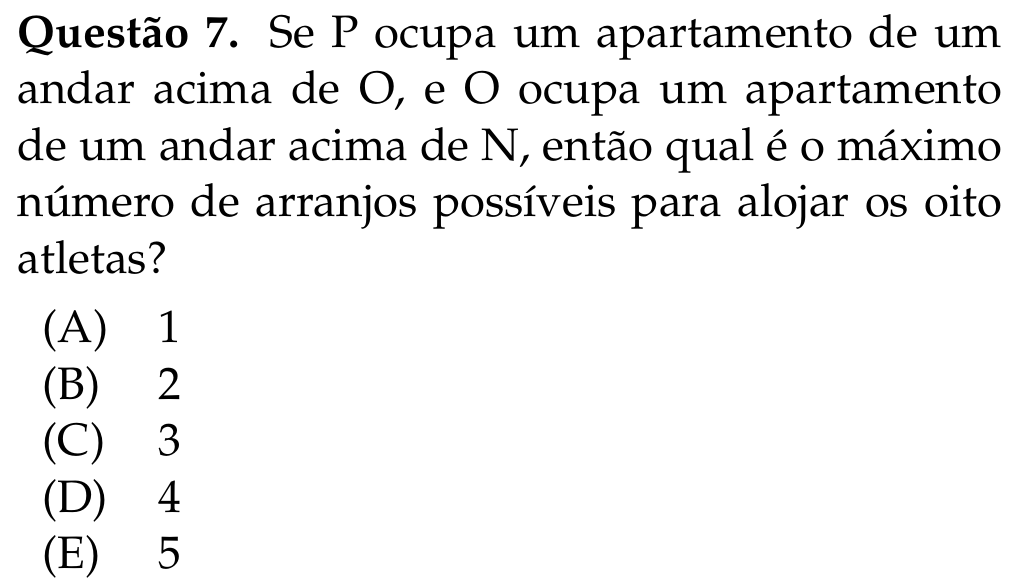 Questão 7. Se P ocupa um apartamento de um
andar acima de O, e O ocupa um apartamento
de um andar acima de N, então qual é o máximo
número de arranjos possíveis para alojar os oito
atletas?
(A) 1
(B) 2
(C) 3
(D) 4
(E) 5